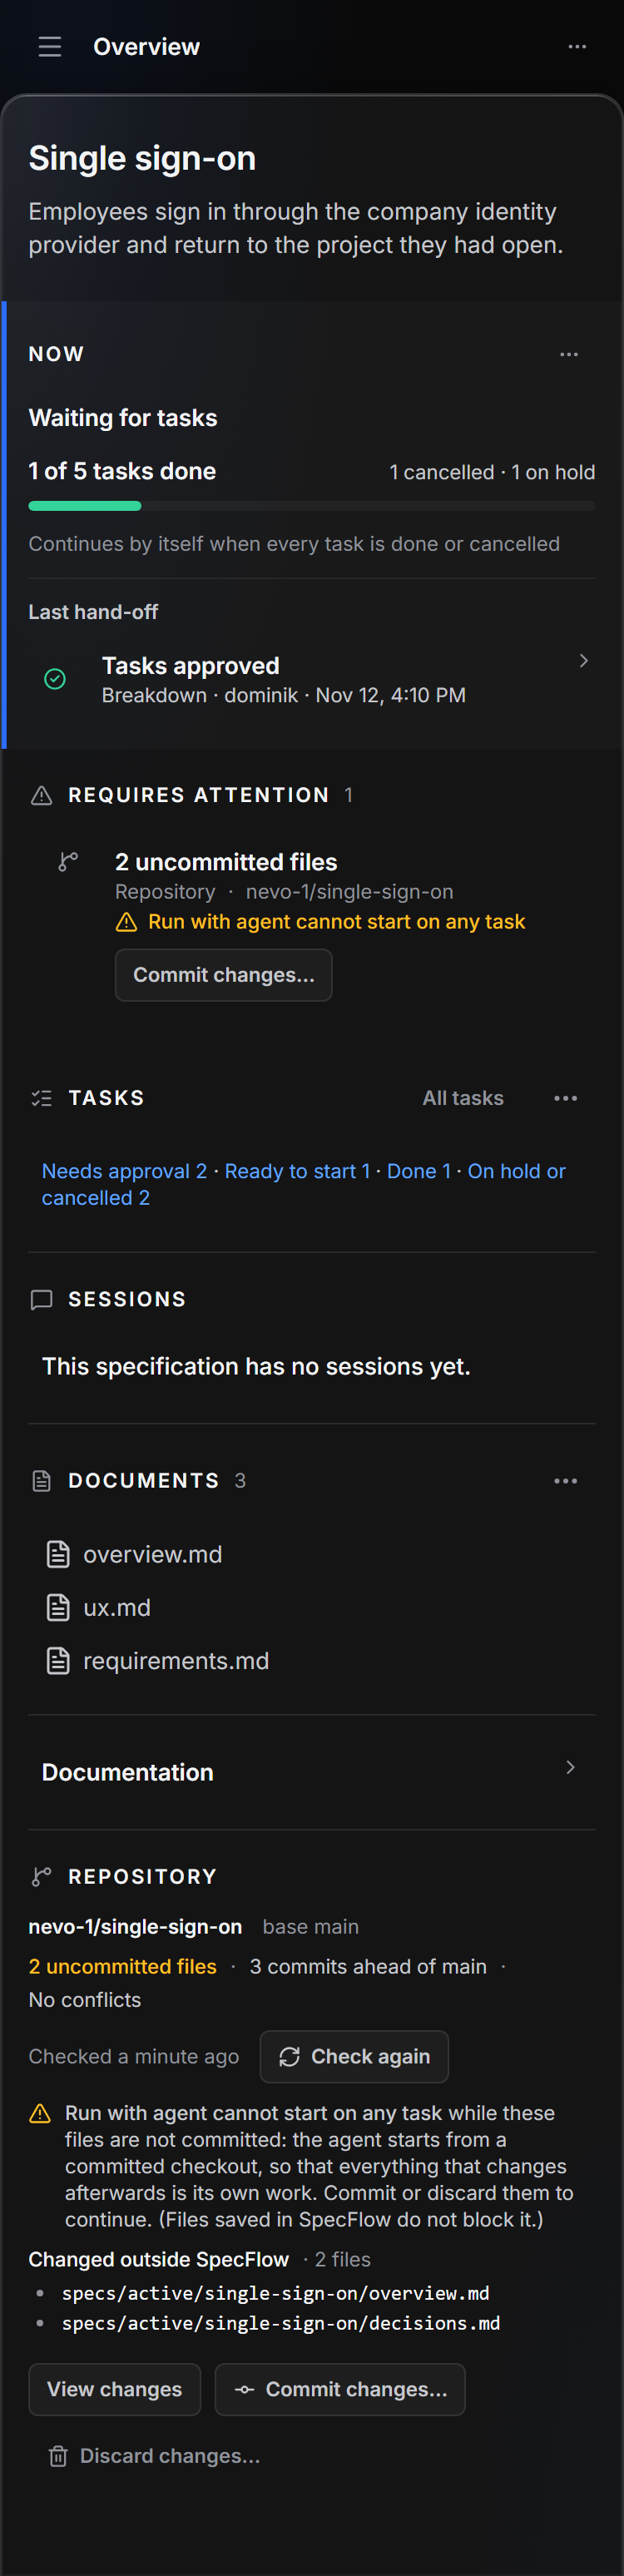 Overview
Single sign-on
Employees sign in through the company identity
provider and return to the project they had open.
NOW
Waiting for tasks
1 of 5 tasks done
1 cancelled · 1 on hold
Continues by itself when every task is done or cancelled
Last hand-off
Tasks approved
Breakdown · dominik · Nov 12, 4:10 PM
REQUIRES ATTENTION 1
2 uncommitted files
Repository · nevo-1/single-sign-on
Run with agent cannot start on any task
Commit changes...
TASKS
All tasks
Needs approval 2 · Ready to start 1 · Done 1 · On hold or
cancelled 2
SESSIONS
This specification has no sessions yet.
DOCUMENTS 3
overview.md
ux.md
requirements.md
Documentation
REPOSITORY
nevo-1/single-sign-on base main
2 uncommitted files · 3 commits ahead of main ·
No conflicts
Checked a minute ago
Check again
Run with agent cannot start on any task while these
files are not committed: the agent starts from a
committed checkout, so that everything that changes
afterwards is its own work. Commit or discard them to
continue. (Files saved in SpecFlow do not block it.)
Changed outside SpecFlow · 2 files
specs/active/single-sign-on/overview.md
specs/active/single-sign-on/decisions.md
View changes
Commit changes...
Discard changes...